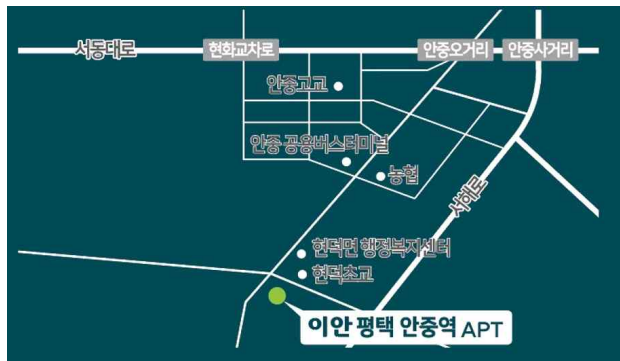 서동대로
현화교차로
안중오거리
안중사거리
안중고교
안중 공용버스터미널
농협
서해로
현덕면 행정복지센터
현덕초교
이안 평택 안중역 APT